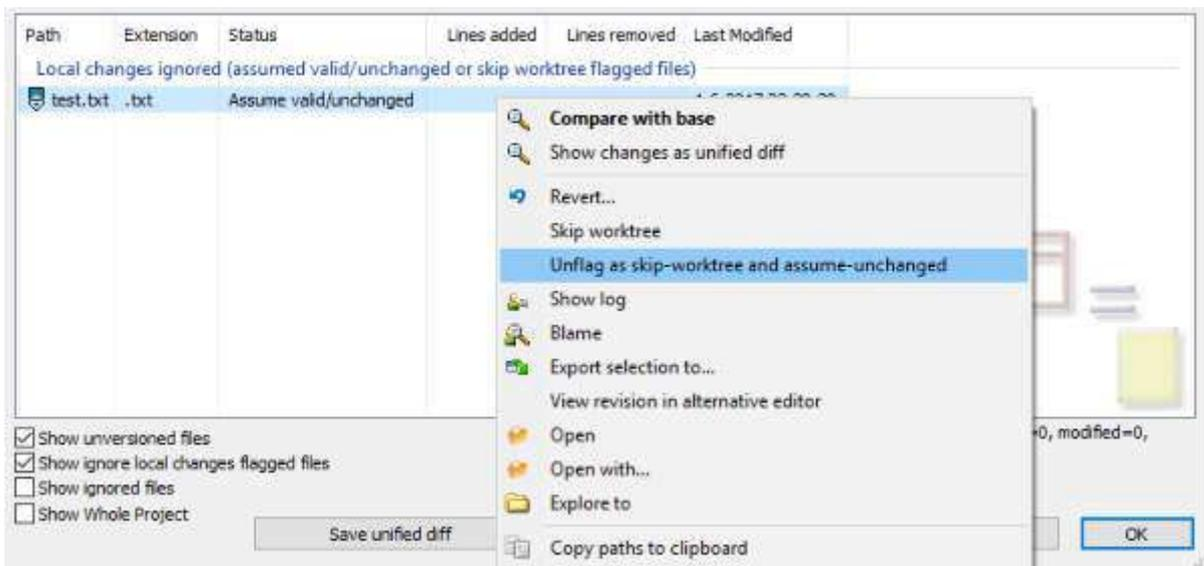 Path Extension Status Lines added Lines removed Last Modified
Local changes ignored (assumed valid/unchanged or skip worktree flagged files)
test.txt .txt Assume valid/unchanged
Compare with base
Show changes as unified diff
Revert...
Skip worktree
Unflag as skip-worktree and assume-unchanged
Show log
Blame
Export selection to...
View revision in alternative editor
Open
Open with...
Explore to
Copy paths to clipboard
=0, modified=0,
Show unversioned files
Show ignore local changes flagged files
Show ignored files
Show Whole Project
Save unified diff
OK